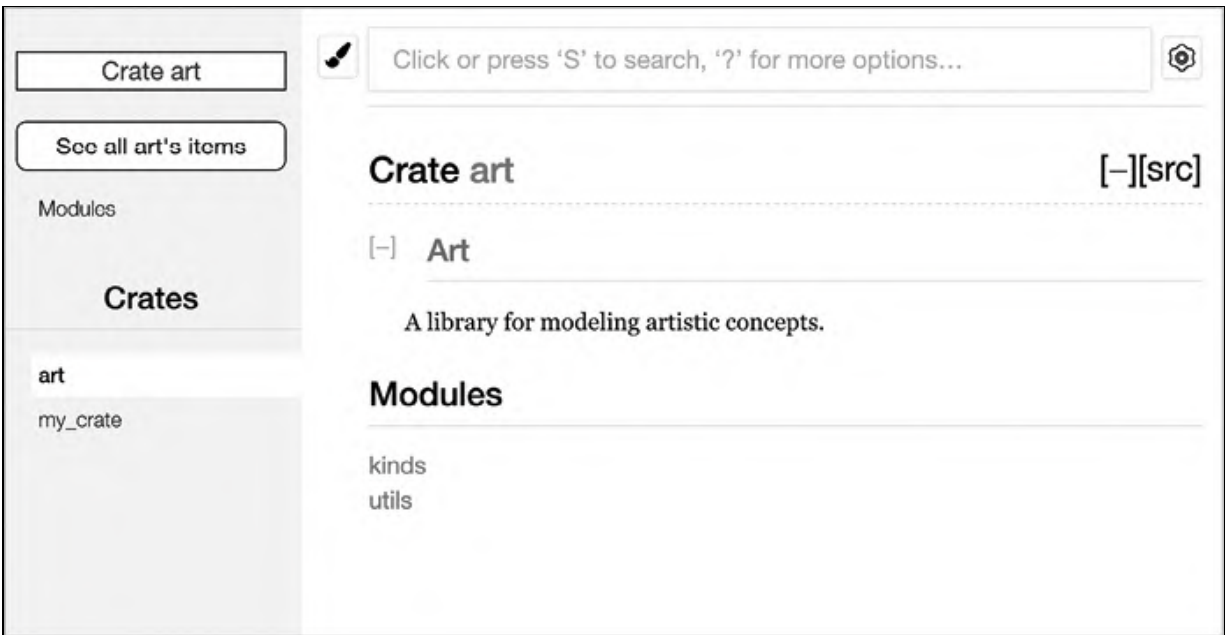 Crate art
See all art's items
Modules
Crates
art
my_crate
Click or press ‘S’ to search, ‘?’ for more options…
Crate art
[–][src]
[–] Art
A library for modeling artistic concepts.
Modules
kinds
utils